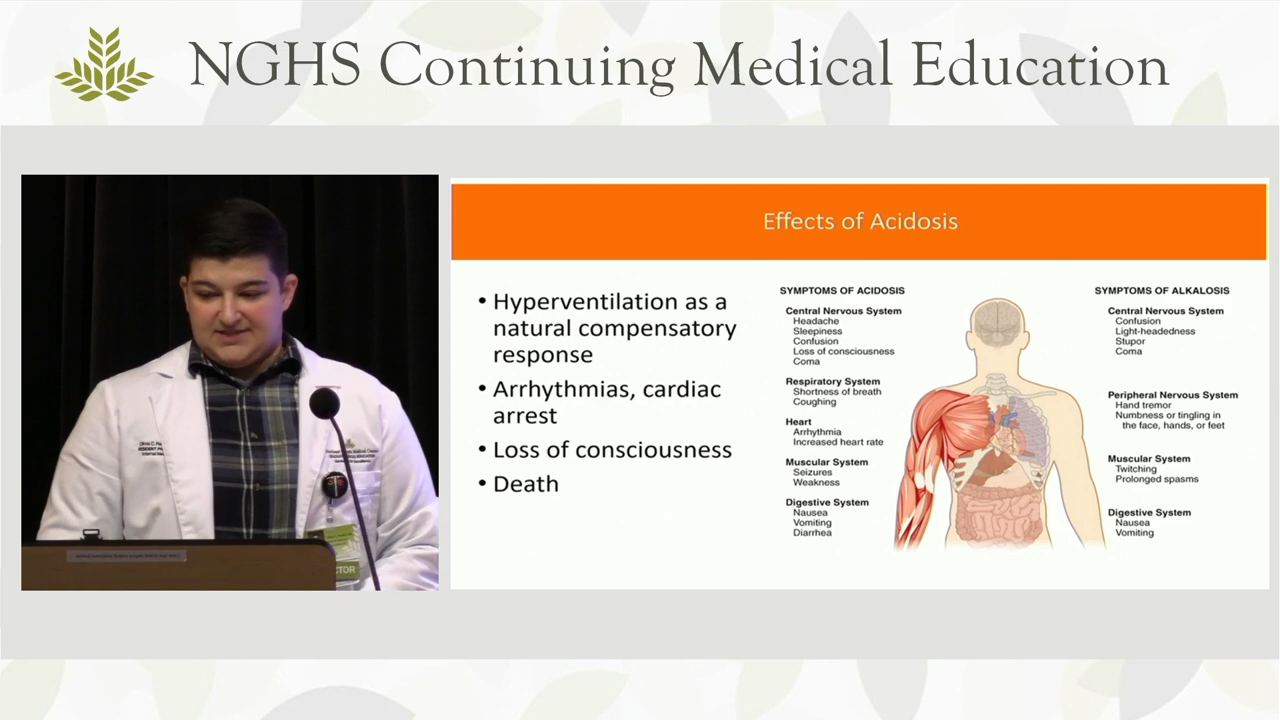 NGHS Continuing Medical Education
Effects of Acidosis
• Hyperventilation as a
natural compensatory
response
• Arrhythmias, cardiac
arrest
• Loss of consciousness
• Death
SYMPTOMS OF ACIDOSIS
Central Nervous System
Headache
Sleepiness
Confusion
Loss of consciousness
Coma
Respiratory System
Shortness of breath
Coughing
Heart
Arrhythmia
Increased heart rate
Muscular System
Seizures
Weakness
Digestive System
Nausea
Vomiting
Diarrhea
SYMPTOMS OF ALKALOSIS
Central Nervous System
Confusion
Light-headedness
Stupor
Coma
Peripheral Nervous System
Hand tremor
Numbness or tingling in
the face, hands, or feet
Muscular System
Twitching
Prolonged spasms
Digestive System
Nausea
Vomiting